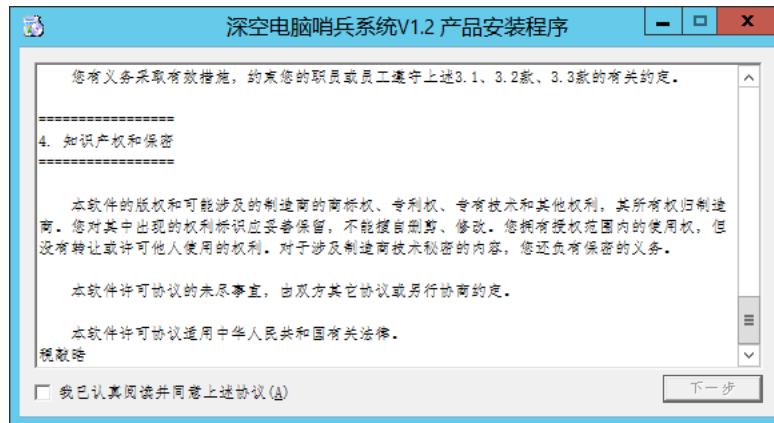 深空电脑哨兵系统V1.2 产品安装程序
您有义务采取有效措施，约束您的职员或员工遵守上述3.1、3.2款、3.3款的有关约定.
=================
4. 知识产权和保密
=================
本软件的版权和可能涉及的制造商的商标权、专利权、专有技术和其他权利，其所有权归制造
商.您对其中出现的权利标识应妥善保留，不能擅自删剪、修改.您拥有授权范围内的使用权，但
没有转让或许可他人使用的权利.对于涉及制造商技术秘密的内容，您还负有保密的义务.
本软件许可协议的未尽事宜，由双方其它协议或另行协商约定.
本软件许可协议适用中华人民共和国有关法律.
我已认真阅读并同意上述协议(A)
下一步